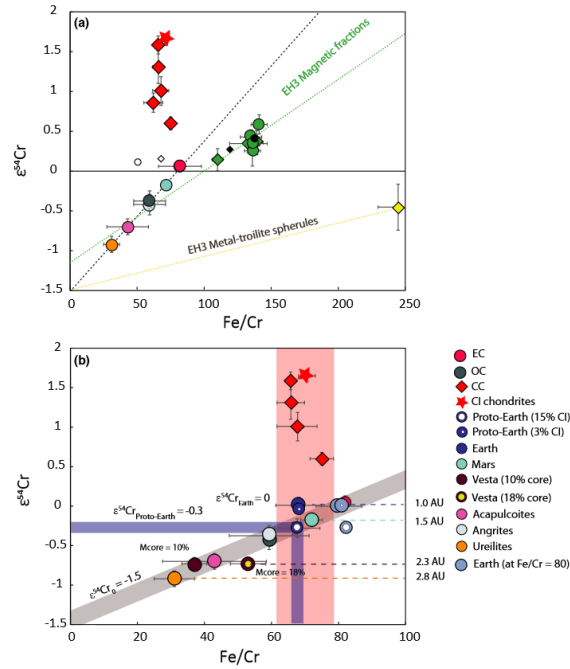 (a)
2
1.5
1
0.5
0
-0.5
-1
-1.5
ε⁵⁴Cr
EH3 Magnetic fractions
EH3 Metal-troilite spherules
0
50
100
150
200
250
Fe/Cr
(b)
2
1.5
1
0.5
0
-0.5
-1
-1.5
ε⁵⁴Cr
ε⁵⁴Cr Proto-Earth = -0.3
ε⁵⁴Cr Earth = 0
Mcore = 10%
Mcore = 18%
ε⁵⁴Cr₀ = -1.5
1.0 AU
1.5 AU
2.3 AU
2.8 AU
0
20
40
60
80
100
Fe/Cr
EC
OC
CC
CI chondrites
Proto-Earth (15% CI)
Proto-Earth (3% CI)
Earth
Mars
Vesta (10% core)
Vesta (18% core)
Acapulcoites
Angrites
Ureilites
Earth (at Fe/Cr = 80)